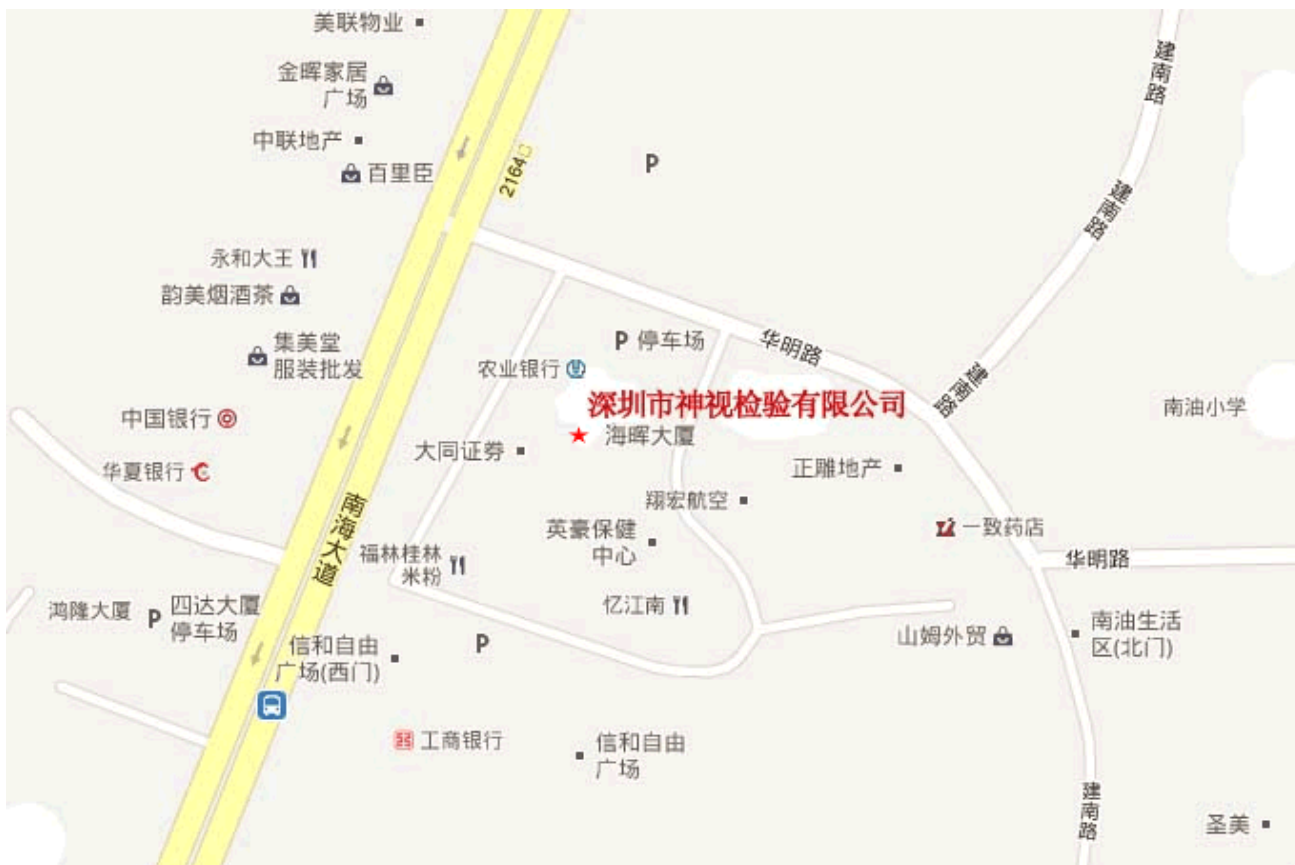 美联物业
建南路
金晖家居
广场
中联地产
百里臣
2164
P
建南路
永和大王
韵美烟酒茶
集美堂
服装批发
P 停车场
华明路
农业银行
建南路
深圳市神视检验有限公司
南油小学
中国银行
海晖大厦
大同证券
华夏银行
正雕地产
翔宏航空
南海大道
英豪保健
中心
一致药店
福林桂林
米粉
华明路
忆江南
鸿隆大厦
P 四达大厦
停车场
山姆外贸
南油生活
区(北门)
信和自由
广场(西门)
P
工商银行
信和自由
广场
建南路
圣美